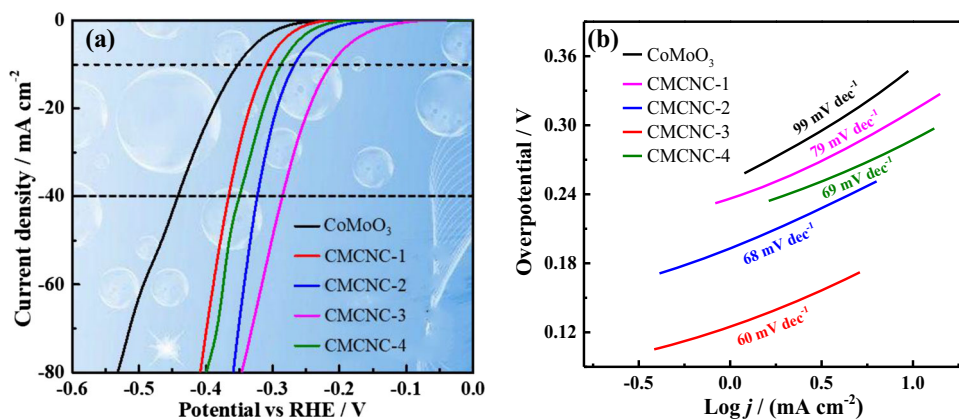 (a)
Current density / mA cm⁻²
0
-20
-40
-60
-80
CoMoO₃
CMCNC-1
CMCNC-2
CMCNC-3
CMCNC-4
-0.6 -0.5 -0.4 -0.3 -0.2 -0.1 0.0
Potential vs RHE / V
(b)
Overpotential / V
0.36
0.30
0.24
0.18
0.12
CoMoO₃
CMCNC-1
CMCNC-2
CMCNC-3
CMCNC-4
99 mV dec⁻¹
79 mV dec⁻¹
69 mV dec⁻¹
68 mV dec⁻¹
60 mV dec⁻¹
-0.5 0.0 0.5 1.0
Log j / (mA cm⁻²)